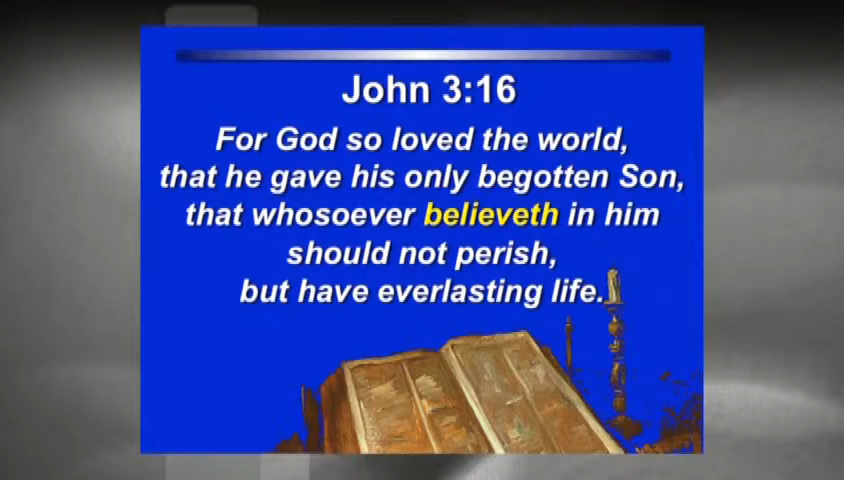 John 3:16
For God so loved the world,
that he gave his only begotten Son,
that whosoever believeth in him
should not perish,
but have everlasting life.